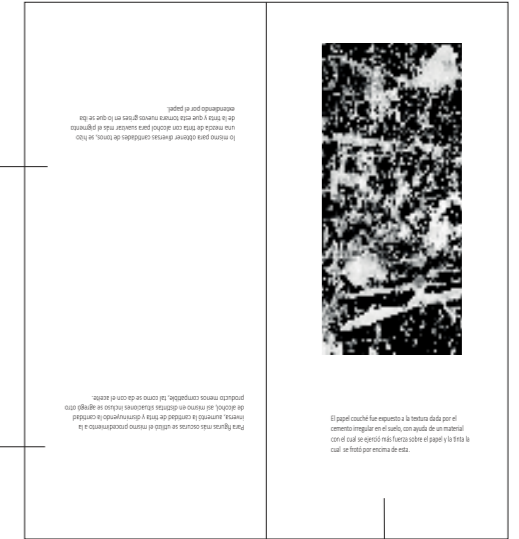 lo mismo para obtener diversas cantidades de tonos, se hizo
una mezcla de tinta con alcohol para suavizar más el pigmento
de la tinta y que esta tomara nuevos grises en lo que se iba
extendiendo por el papel.
Para figuras más oscuras se utilizó el mismo procedimiento a la
inversa, aumentó la cantidad de tinta y disminuyendo la cantidad
de alcohol, así mismo en distintas situaciones incluso se agregó otro
producto menos compatible, tal como se da con el aceite.
El papel couché fue expuesto a la textura dada por el
cemento irregular en el suelo, con ayuda de un material
con el cual se ejerció más fuerza sobre el papel y la tinta la
cual se frotó por encima de esta.